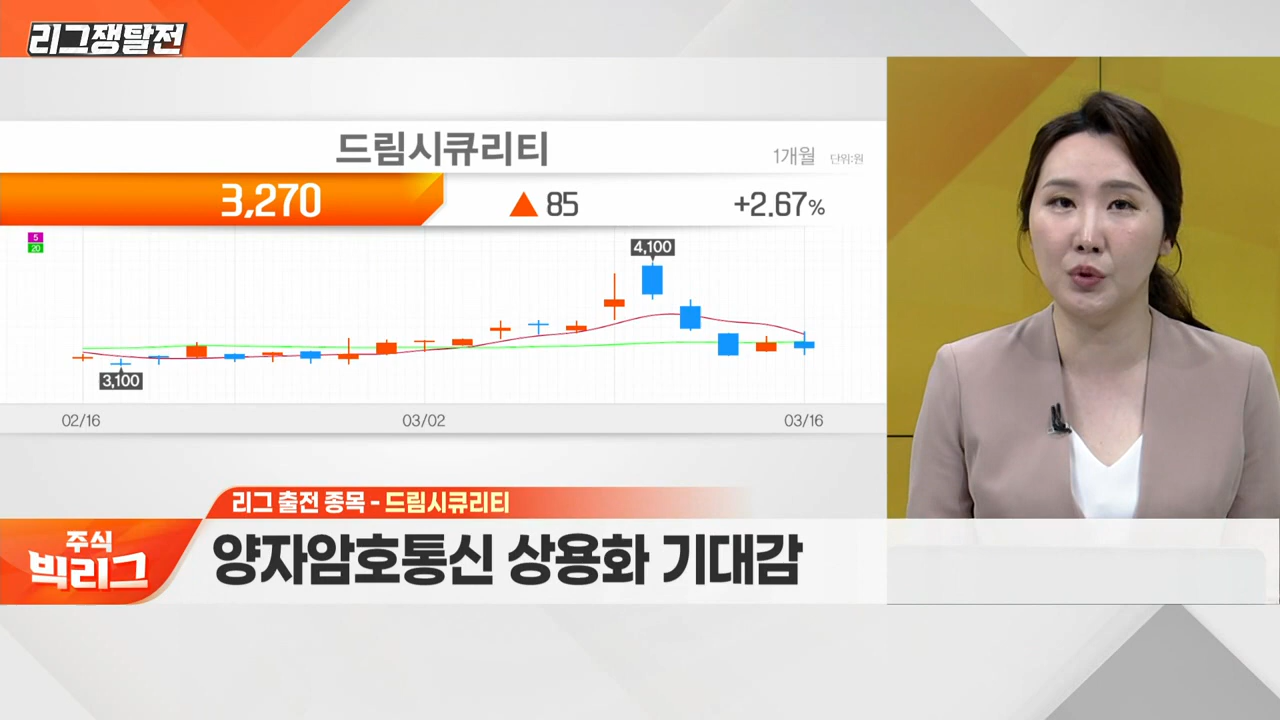 리그쟁탈전
드림시큐리티
1개월 단위:원
3,270 ▲ 85 +2.67%
5
20
4,100
3,100
02/16 03/02 03/16
리그 출전 종목 - 드림시큐리티
주식
빅리그
양자암호통신 상용화 기대감